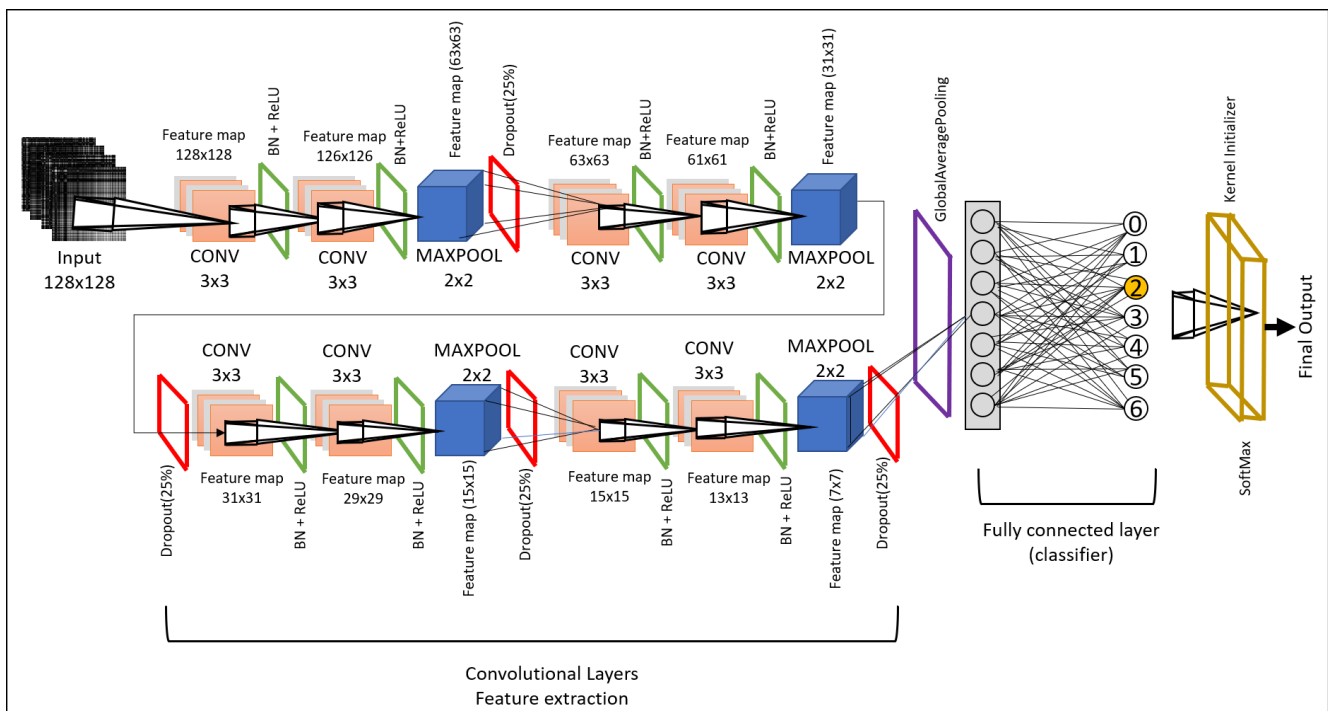 Input
128x128
Feature map
128x128
CONV
3x3
BN + ReLU
Feature map
126x126
CONV
3x3
BN+ReLU
Feature map (63x63)
MAXPOOL
2x2
Dropout(25%)
Feature map
63x63
CONV
3x3
BN+ReLU
Feature map
61x61
CONV
3x3
BN+ReLU
Feature map (31x31)
MAXPOOL
2x2
Dropout(25%)
CONV
3x3
Feature map
31x31
BN + ReLU
CONV
3x3
Feature map
29x29
BN + ReLU
MAXPOOL
2x2
Feature map (15x15)
Dropout(25%)
CONV
3x3
Feature map
15x15
BN + ReLU
CONV
3x3
Feature map
13x13
BN + ReLU
MAXPOOL
2x2
Feature map (7x7)
Dropout(25%)
GlobalAveragePooling
0
1
2
3
4
5
6
Kernel Initializer
SoftMax
Final Output
Fully connected layer
(classifier)
Convolutional Layers
Feature extraction